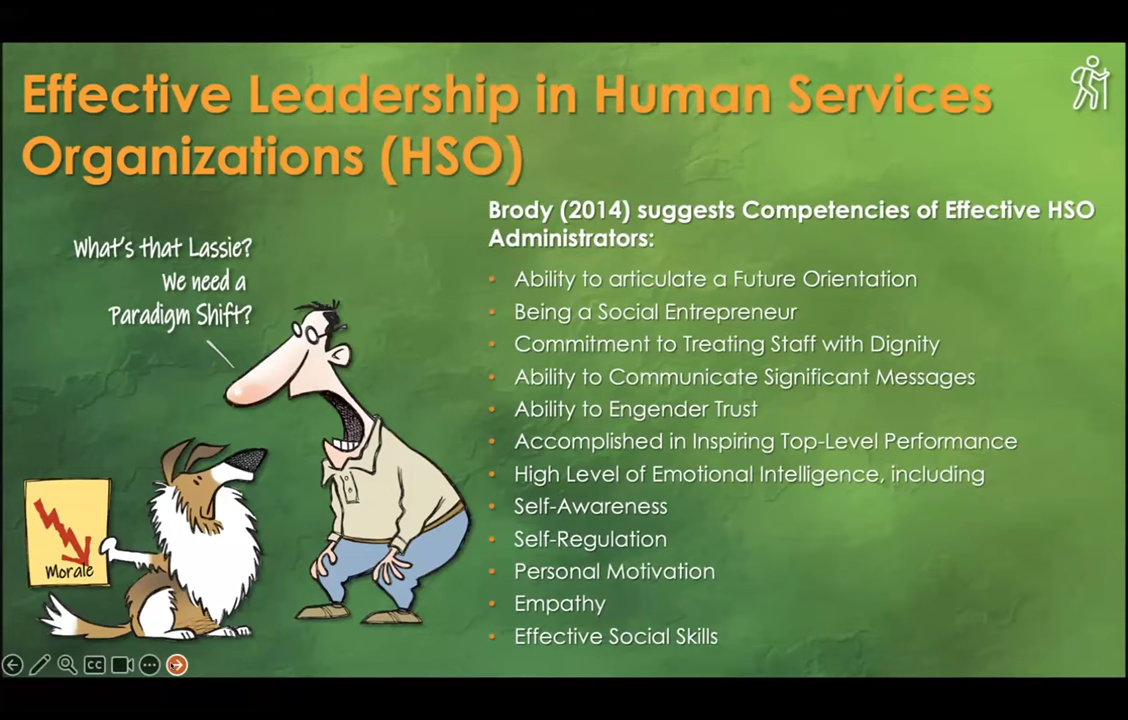 Effective Leadership in Human Services
Organizations (HSO)
What's that Lassie?
We need a
Paradigm Shift?
Morale
Brody (2014) suggests Competencies of Effective HSO
Administrators:
• Ability to articulate a Future Orientation
• Being a Social Entrepreneur
• Commitment to Treating Staff with Dignity
• Ability to Communicate Significant Messages
• Ability to Engender Trust
• Accomplished in Inspiring Top-Level Performance
• High Level of Emotional Intelligence, including
• Self-Awareness
• Self-Regulation
• Personal Motivation
• Empathy
• Effective Social Skills
CC